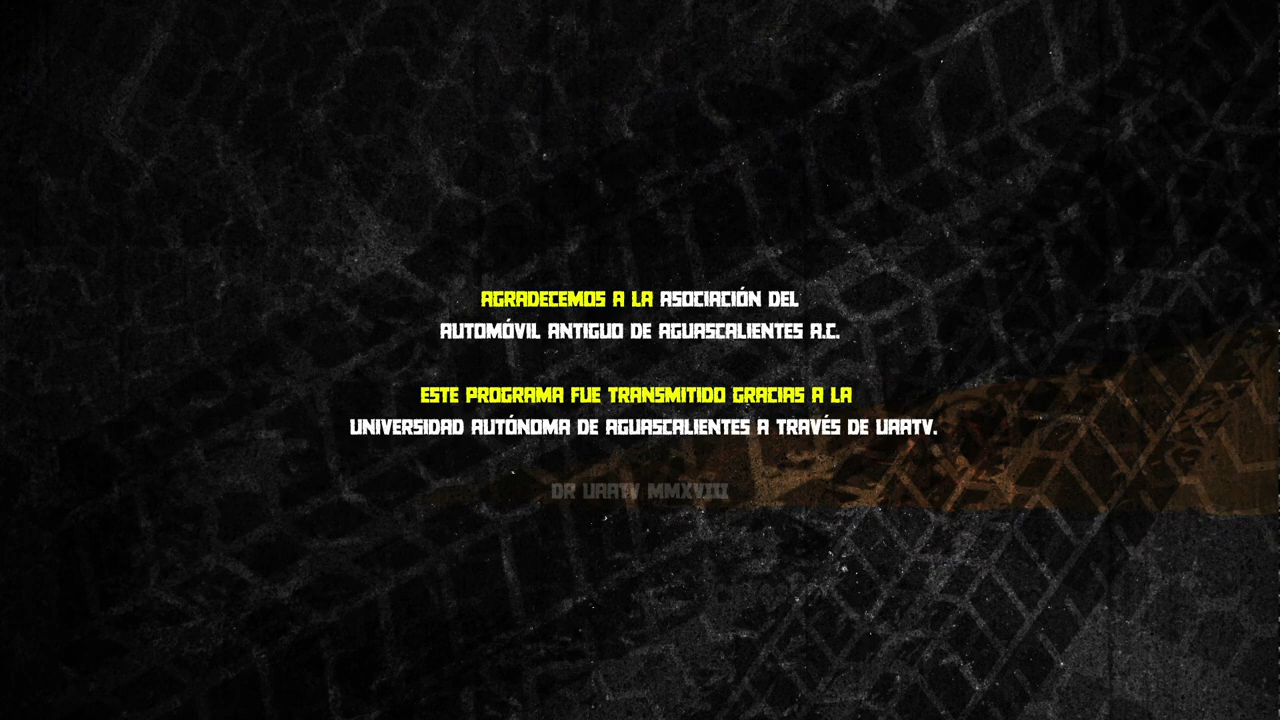 AGRADECEMOS A LA ASOCIACIÓN DEL
AUTOMÓVIL ANTIGUO DE AGUASCALIENTES A.C.
ESTE PROGRAMA FUE TRANSMITIDO GRACIAS A LA
UNIVERSIDAD AUTÓNOMA DE AGUASCALIENTES A TRAVÉS DE UAATV.
DR UAATV MMXVIII